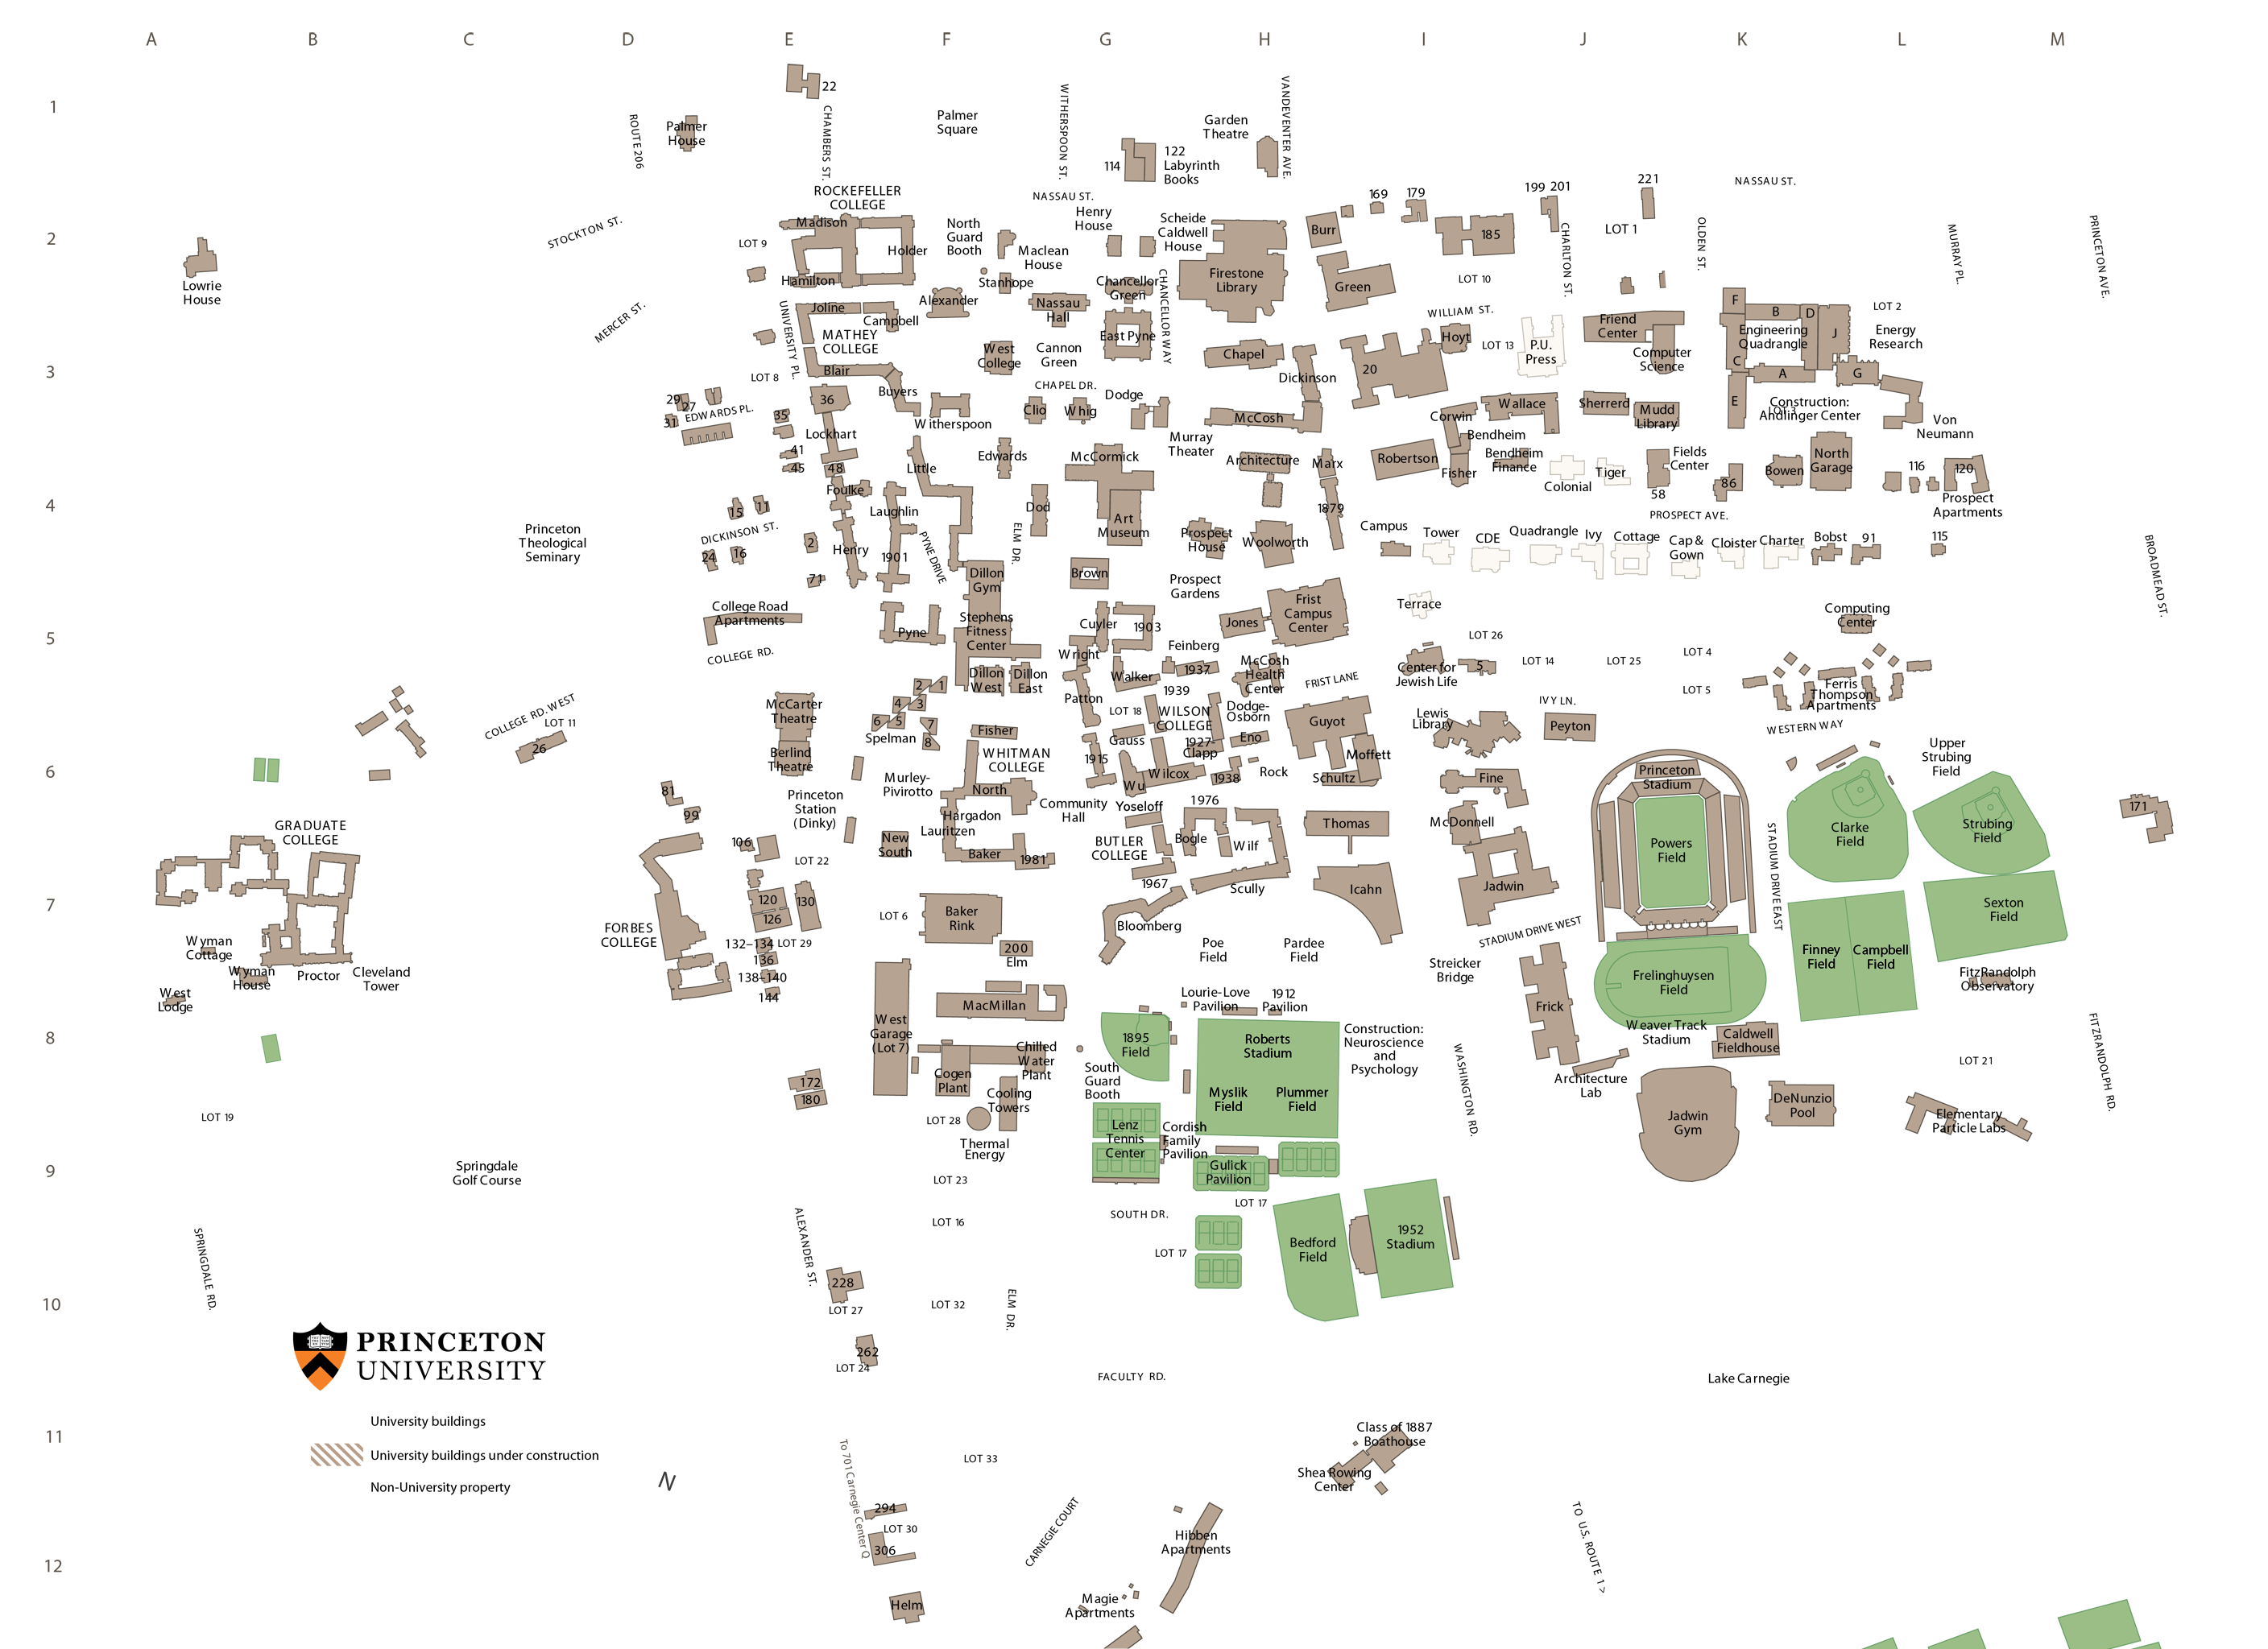 A B C D E F G H I J K L M
1
22
Palmer
House
ROUTE 206
CHAMBERS ST.
Palmer
Square
WITHERSPOON ST.
Garden
Theatre
VANDEVENTER AVE.
114
122
Labyrinth
Books
ROCKEFELLER
COLLEGE
NASSAU ST.
169
179
199 201
221
NASSAU ST.
2
Lowrie
House
STOCKTON ST.
LOT 9
Madison
Holder
Hamilton
North
Guard
Booth
Maclean
House
Stanhope
Henry
House
Scheide
Caldwell
House
Chancellor
Green
CHANCELLOR WAY
Firestone
Library
Burr
Green
185
LOT 10
CHARLTON ST.
LOT 1
OLDEN ST.
MURRAY PL.
PRINCETON AVE.
MERCER ST.
UNIVERSITY PL.
Joline
Campbell
MATHEY
COLLEGE
Alexander
Nassau
Hall
East Pyne
WILLIAM ST.
Hoyt
LOT 13
P.U.
Press
Friend
Center
Computer
Science
F
B
D
J
Engineering
Quadrangle
C
A
G
E
LOT 2
Energy
Research
3
LOT 8
Blair
Buyers
West
College
Cannon
Green
CHAPEL DR.
Chapel
Dickinson
20
29
27
31
EDWARDS PL.
35
36
Lockhart
Witherspoon
Clio
Whig
Dodge
Murray
Theater
McCosh
Corwin
Wallace
Sherrerd
Mudd
Library
Construction:
Andlinger Center
LOT 3
Von
Neumann
41
45
48
Little
Edwards
McCormick
Architecture
Marx
Robertson
Bendheim
Fisher
Bendheim
Finance
Colonial
Tiger
Fields
Center
58
86
Bowen
North
Garage
116
120
Prospect
Apartments
4
Princeton
Theological
Seminary
15
11
DICKINSON ST.
24
16
2
71
Foulke
Laughlin
Henry
1901
PYNE DRIVE
Dod
ELM DR.
Art
Museum
Prospect
House
Woolworth
1879
Campus
Tower
CDE
Quadrangle
Ivy
Cottage
Cap &
Gown
Cloister
Charter
Bobst
91
115
PROSPECT AVE.
BROADMEAD ST.
Dillon
Gym
Brown
Prospect
Gardens
Terrace
5
College Road
Apartments
COLLEGE RD.
Pyne
Stephens
Fitness
Center
Cuyler
1903
Jones
Frist
Campus
Center
Feinberg
LOT 26
LOT 14
LOT 25
LOT 4
LOT 5
Computing
Center
Dillon
West
Dillon
East
Wright
Walker
1937
McCosh
Health
Center
FRIST LANE
Center for
Jewish Life
5
Ferris
Thompson
Apartments
COLLEGE RD. WEST
LOT 11
26
McCarter
Theatre
Berlind
Theatre
2
1
4
3
6
5
7
8
Spelman
Fisher
Patton
1939
LOT 18
WILSON
COLLEGE
Dodge-
Osborn
Gauss
1927-
Clapp
Eno
Guyot
Moffett
Lewis
Library
IVY LN.
Peyton
WESTERN WAY
6
Murley-
Pivirotto
WHITMAN
COLLEGE
North
1915
Wilcox
Wu
1938
Rock
Schultz
Fine
Princeton
Stadium
Upper
Strubing
Field
81
99
Princeton
Station
(Dinky)
Hargadon
Lauritzen
Community
Hall
Yoseloff
1976
BUTLER
COLLEGE
Bogle
Wilf
Thomas
McDonnell
Powers
Field
STADIUM DRIVE EAST
Clarke
Field
Strubing
Field
171
GRADUATE
COLLEGE
106
LOT 22
New
South
Baker
1981
1967
Scully
Icahn
Jadwin
7
120
130
126
LOT 6
Baker
Rink
Bloomberg
Sexton
Field
FORBES
COLLEGE
132–134
LOT 29
136
138–140
144
200
Elm
Poe
Field
Pardee
Field
STADIUM DRIVE WEST
Streicker
Bridge
Finney
Field
Campbell
Field
Wyman
Cottage
Wyman
House
Proctor
Cleveland
Tower
West
Lodge
Frelinghuysen
Field
FitzRandolph
Observatory
MacMillan
Lourie-Love
Pavilion
1912
Pavilion
Frick
8
West
Garage
(Lot 7)
Chilled
Water
Plant
1895
Field
Roberts
Stadium
Construction:
Neuroscience
and
Psychology
Weaver Track
Stadium
Caldwell
Fieldhouse
LOT 21
FITZRANDOLPH RD.
172
180
Cogen
Plant
Cooling
Towers
South
Guard
Booth
Myslik
Field
Plummer
Field
WASHINGTON RD.
Architecture
Lab
Jadwin
Gym
DeNunzio
Pool
Elementary
Particle Labs
LOT 19
LOT 28
Thermal
Energy
Lenz
Tennis
Center
Cordish
Family
Pavilion
Gulick
Pavilion
9
Springdale
Golf Course
LOT 23
LOT 16
SOUTH DR.
LOT 17
LOT 17
Bedford
Field
1952
Stadium
SPRINGDALE RD.
ALEXANDER ST.
228
LOT 27
10
LOT 32
ELM DR.
262
LOT 24
PRINCETON
UNIVERSITY
FACULTY RD.
Lake Carnegie
University buildings
University buildings under construction
Non-University property
11
N
To 701 Carnegie Center Q
LOT 33
Class of 1887
Boathouse
Shea Rowing
Center
294
LOT 30
306
CARNEGIE COURT
Hibben
Apartments
TO U.S. ROUTE 1 >
12
Helm
Magie
Apartments